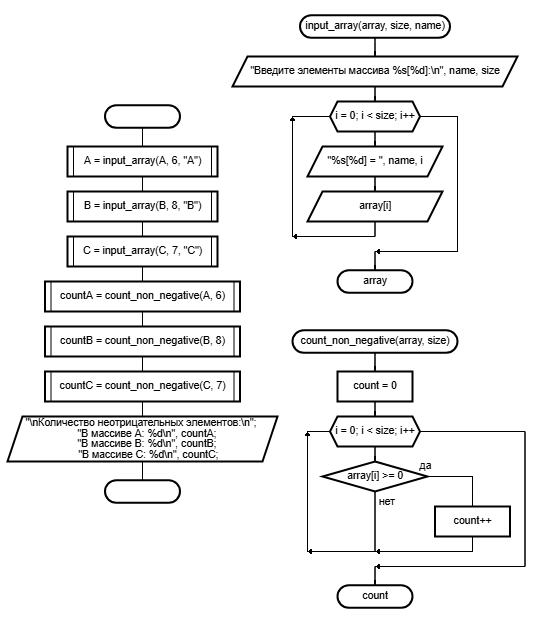 A = input_array(A, 6, "A")
B = input_array(B, 8, "B")
C = input_array(C, 7, "C")
countA = count_non_negative(A, 6)
countB = count_non_negative(B, 8)
countC = count_non_negative(C, 7)
"\nКоличество неотрицательных элементов:\n";
"В массиве A: %d\n", countA;
"В массиве B: %d\n", countB;
"В массиве C: %d\n", countC;
input_array(array, size, name)
"Введите элементы массива %s[%d]:\n", name, size
i = 0; i < size; i++
"%s[%d] = ", name, i
array[i]
array
count_non_negative(array, size)
count = 0
i = 0; i < size; i++
array[i] >= 0
да
нет
count++
count